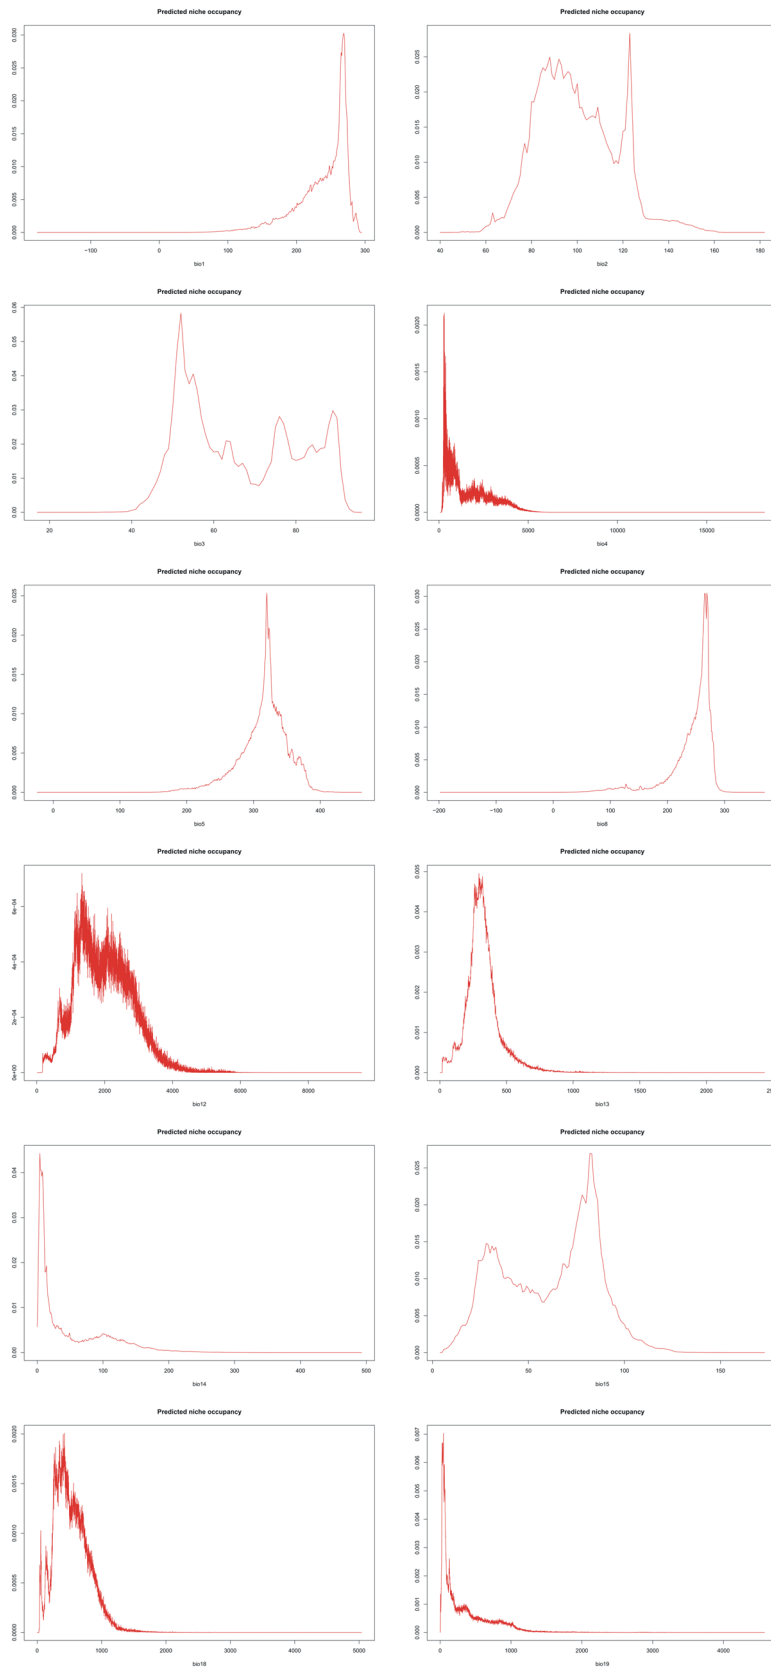 Predicted niche occupancy
0.000 0.005 0.010 0.015 0.020 0.025 0.030
−100 0 100 200 300
bio1
Predicted niche occupancy
0.000 0.005 0.010 0.015 0.020 0.025
40 60 80 100 120 140 160 180
bio2
Predicted niche occupancy
0.00 0.01 0.02 0.03 0.04 0.05 0.06
20 40 60 80
bio3
Predicted niche occupancy
0.0000 0.0005 0.0010 0.0015 0.0020
0 5000 10000 15000
bio4
Predicted niche occupancy
0.000 0.005 0.010 0.015 0.020 0.025
0 100 200 300 400
bio5
Predicted niche occupancy
0.000 0.005 0.010 0.015 0.020 0.025 0.030
−200 −100 0 100 200 300
bio8
Predicted niche occupancy
0e+00 2e−04 4e−04 6e−04
0 2000 4000 6000 8000
bio12
Predicted niche occupancy
0.000 0.001 0.002 0.003 0.004 0.005
0 500 1000 1500 2000 2500
bio13
Predicted niche occupancy
0.00 0.01 0.02 0.03 0.04
0 100 200 300 400 500
bio14
Predicted niche occupancy
0.000 0.005 0.010 0.015 0.020 0.025
0 50 100 150
bio15
Predicted niche occupancy
0.0000 0.0005 0.0010 0.0015 0.0020
0 1000 2000 3000 4000 5000
bio18
Predicted niche occupancy
0.000 0.001 0.002 0.003 0.004 0.005 0.006 0.007
0 1000 2000 3000 4000
bio19